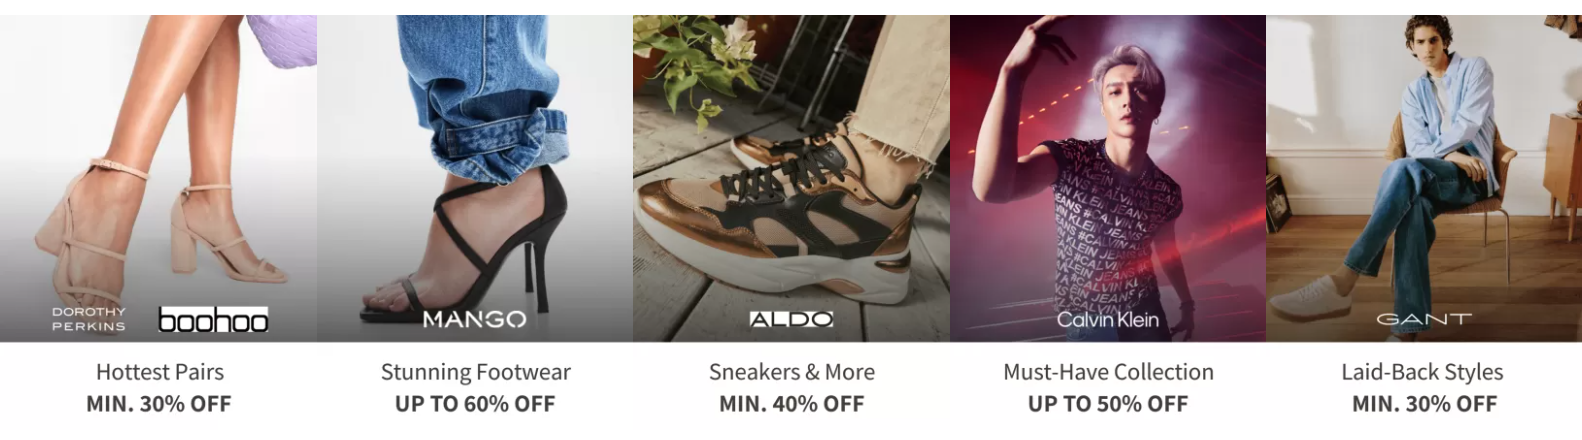 DOROTHY
PERKINS
boohoo
MANGO
ALDO
Calvin Klein
GANT
Hottest Pairs
MIN. 30% OFF
Stunning Footwear
UP TO 60% OFF
Sneakers & More
MIN. 40% OFF
Must-Have Collection
UP TO 50% OFF
Laid-Back Styles
MIN. 30% OFF